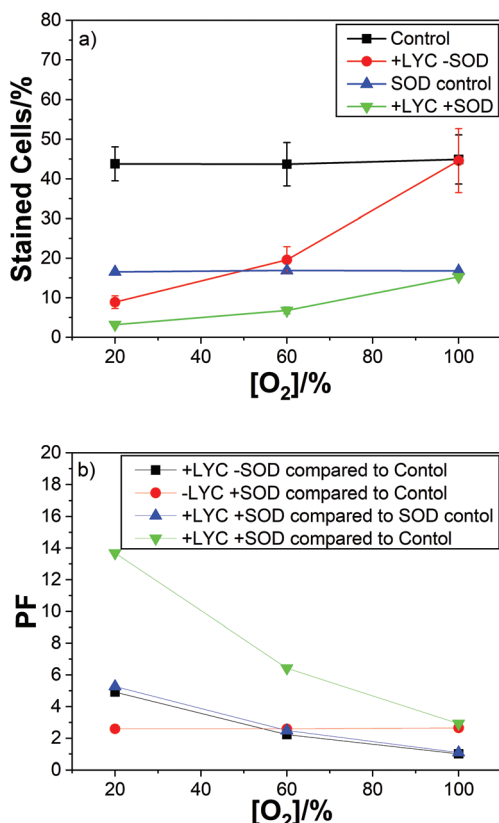 a)
Control
+LYC -SOD
SOD control
+LYC +SOD
Stained Cells/%
80
70
60
50
40
30
20
10
0
20
40
60
80
100
[O₂]/%
b)
+LYC -SOD compared to Contol
-LYC +SOD compared to Contol
+LYC +SOD compared to SOD contol
+LYC +SOD compared to Contol
PF
20
18
16
14
12
10
8
6
4
2
0
20
40
60
80
100
[O₂]/%